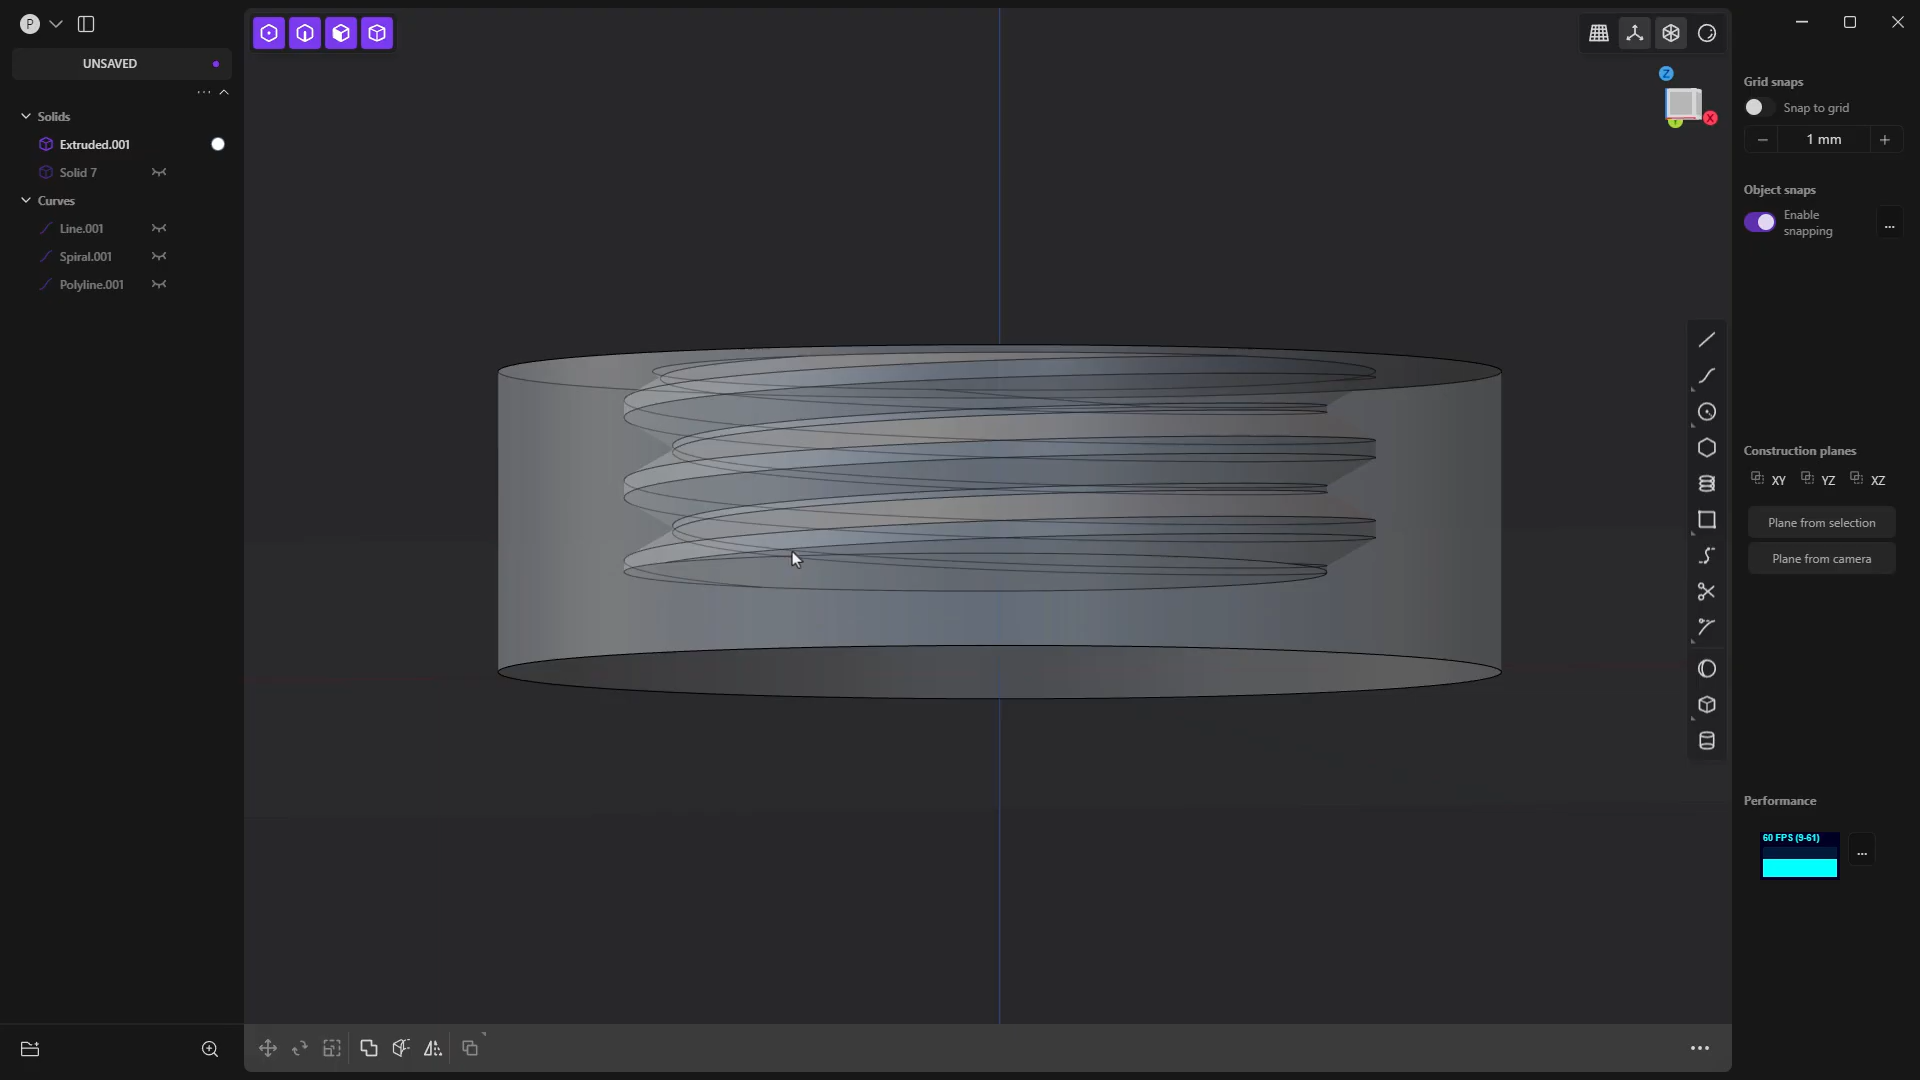 P
UNSAVED
Solids
Extruded.001
Solid 7
Curves
Line.001
Spiral.001
Polyline.001
Z
X
Y
Grid snaps
Snap to grid
1 mm
Object snaps
Enable
snapping
...
Construction planes
XY YZ XZ
Plane from selection
Plane from camera
Performance
60 FPS (9-61)
...